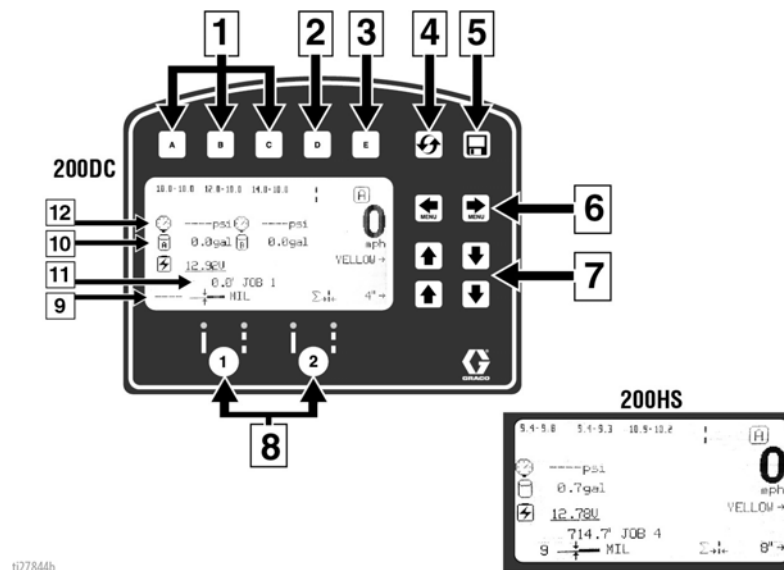 1 2 3 4 5
A B C D E
200DC
10.0-10.0 12.0-10.0 14.0-10.0
A
MENU MENU
6
12
----psi ----psi
0
mph
10
A 0.0gal B 0.0gal
YELLOW→
7
12.92V
11
0.0' JOB 1
9
---- MIL Σ 4"→
1 2
GRACO
8
200HS
9.4-9.8 9.4-9.3 10.9-10.2
A
----psi
0
mph
0.7gal
YELLOW→
12.78V
714.7' JOB 4
9 MIL Σ 8"→
ti27844b